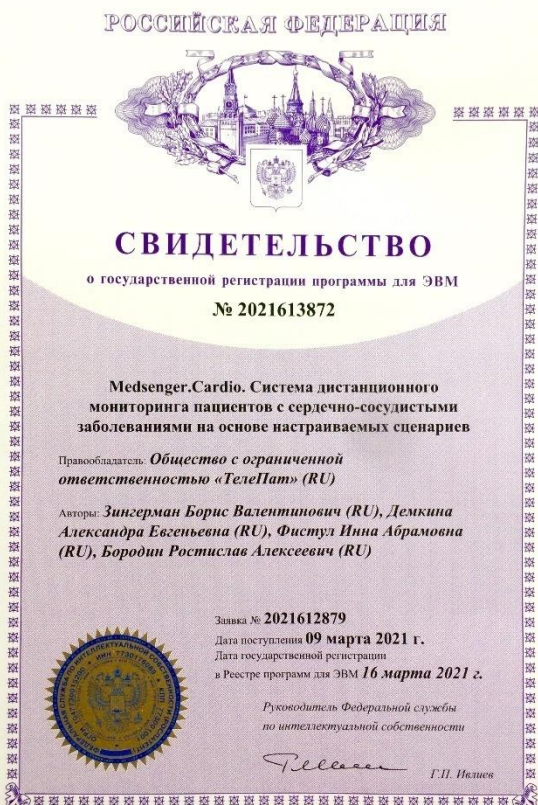 РОССИЙСКАЯ ФЕДЕРАЦИЯ
СВИДЕТЕЛЬСТВО
о государственной регистрации программы для ЭВМ
№ 2021613872
Medsenger.Cardio. Система дистанционного
мониторинга пациентов с сердечно-сосудистыми
заболеваниями на основе настраиваемых сценариев
Правообладатель: Общество с ограниченной
ответственностью «ТелеПат» (RU)
Авторы: Зингерман Борис Валентинович (RU), Демкина
Александра Евгеньевна (RU), Фистул Инна Абрамовна
(RU), Бородин Ростислав Алексеевич (RU)
Заявка № 2021612879
Дата поступления 09 марта 2021 г.
Дата государственной регистрации
в Реестре программ для ЭВМ 16 марта 2021 г.
Руководитель Федеральной службы
по интеллектуальной собственности
Г.П. Ивлиев